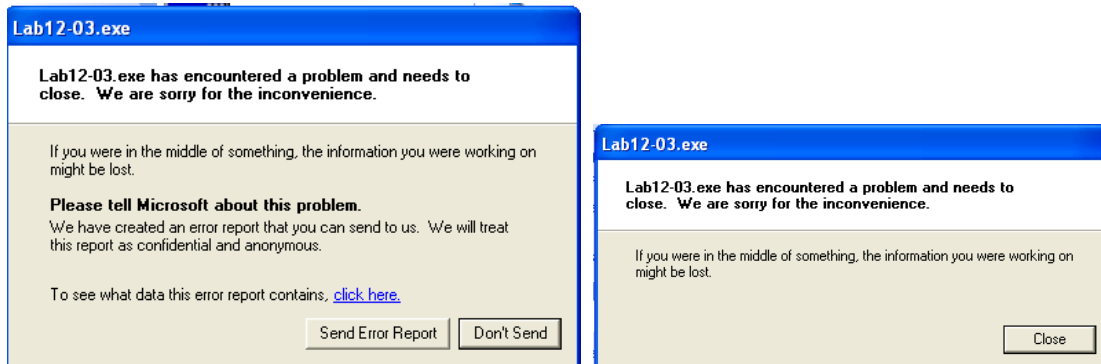 Lab12-03.exe
Lab12-03.exe has encountered a problem and needs to
close. We are sorry for the inconvenience.
If you were in the middle of something, the information you were working on
might be lost.
Please tell Microsoft about this problem.
We have created an error report that you can send to us. We will treat
this report as confidential and anonymous.
To see what data this error report contains, click here.
Send Error Report Don't Send
Lab12-03.exe
Lab12-03.exe has encountered a problem and needs to
close. We are sorry for the inconvenience.
If you were in the middle of something, the information you were working on
might be lost.
Close